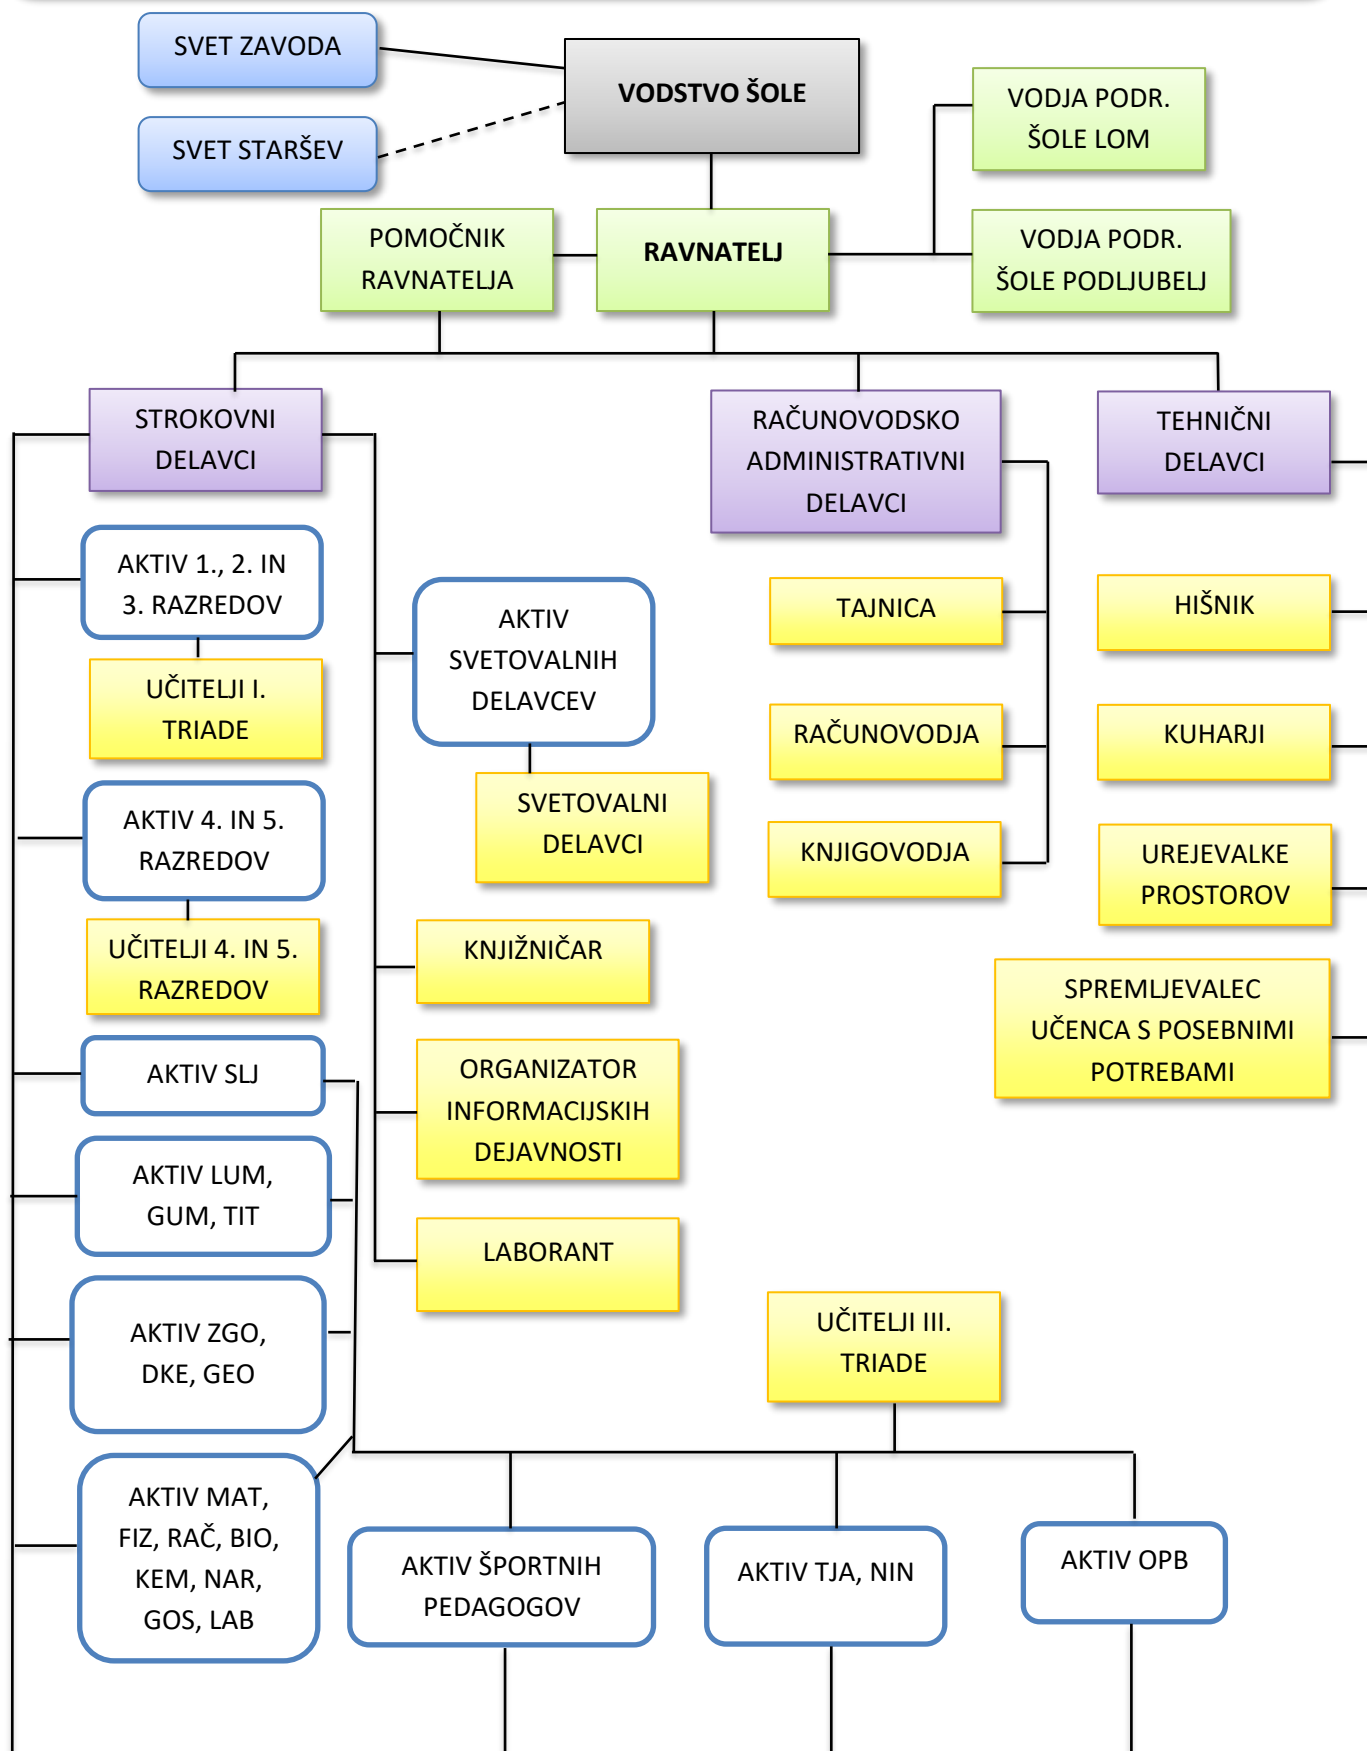 SVET ZAVODA
VODSTVO ŠOLE
VODJA PODR.
ŠOLE LOM
SVET STARŠEV
POMOČNIK
RAVNATELJA
RAVNATELJ
VODJA PODR.
ŠOLE PODLJUBELJ
STROKOVNI
DELAVCI
RAČUNOVODSKO
ADMINISTRATIVNI
DELAVCI
TEHNIČNI
DELAVCI
AKTIV 1., 2. IN
3. RAZREDOV
UČITELJI I.
TRIADE
AKTIV 4. IN 5.
RAZREDOV
UČITELJI 4. IN 5.
RAZREDOV
AKTIV SLJ
AKTIV LUM,
GUM, TIT
AKTIV ZGO,
DKE, GEO
AKTIV MAT,
FIZ, RAČ, BIO,
KEM, NAR,
GOS, LAB
AKTIV
SVETOVALNIH
DELAVCEV
SVETOVALNI
DELAVCI
KNJIŽNIČAR
ORGANIZATOR
INFORMACIJSKIH
DEJAVNOSTI
LABORANT
TAJNICA
RAČUNOVODJA
KNJIGOVODJA
HIŠNIK
KUHARJI
UREJEVALKE
PROSTOROV
SPREMLJEVALEC
UČENCA S POSEBNIMI
POTREBAMI
UČITELJI III.
TRIADE
AKTIV ŠPORTNIH
PEDAGOGOV
AKTIV TJA, NIN
AKTIV OPB